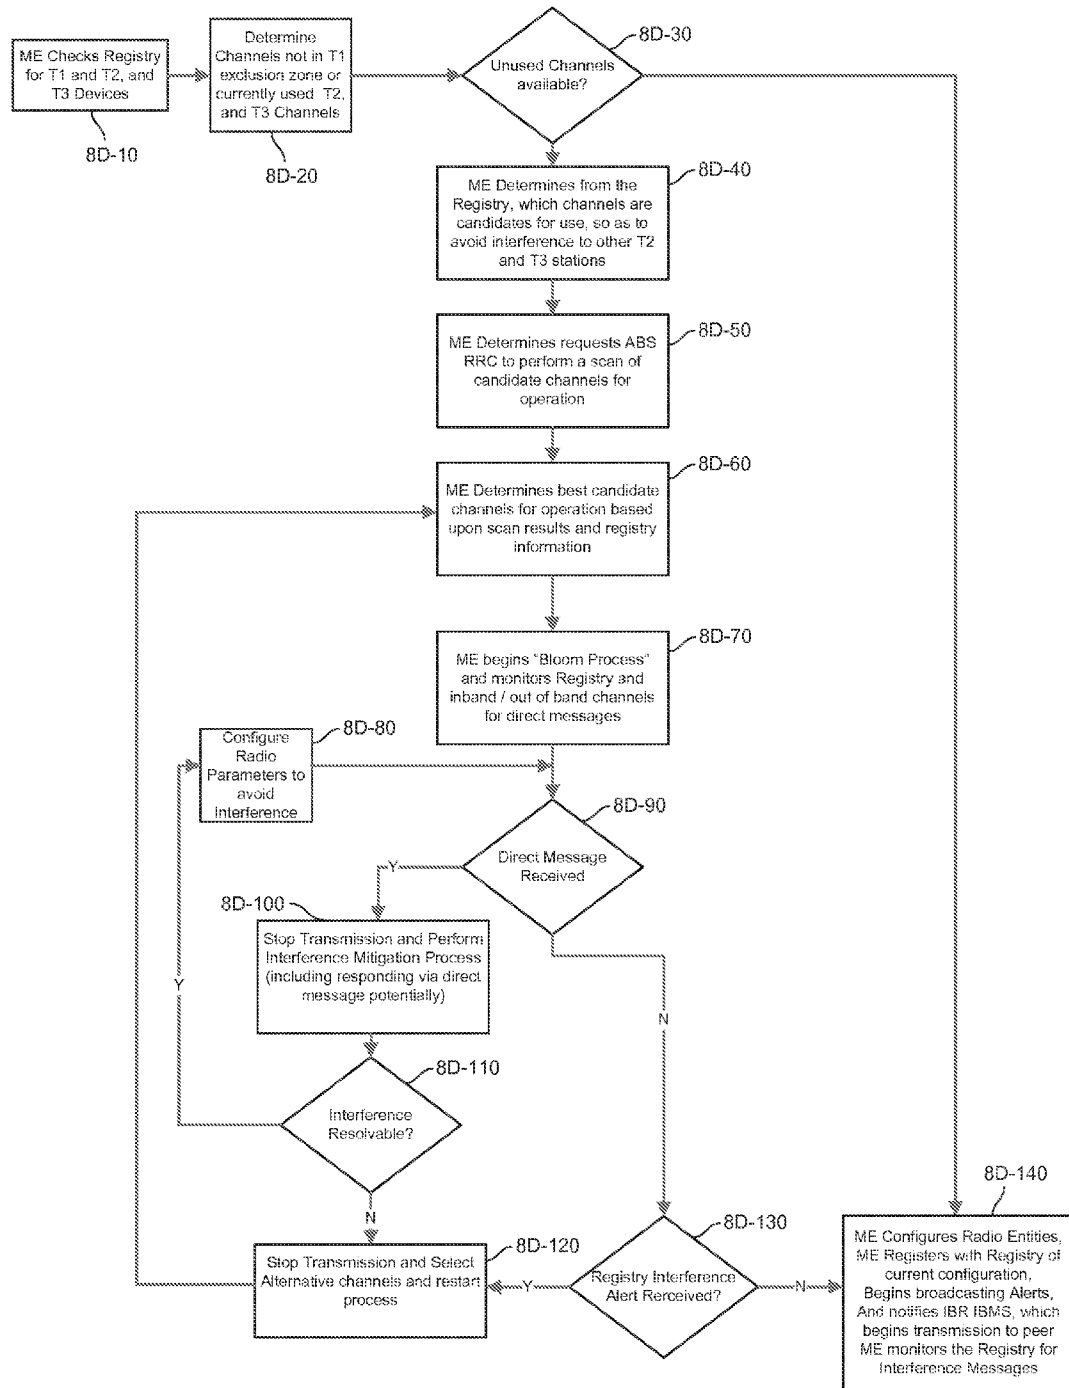 ME Checks Registry
for T1 and T2, and
T3 Devices
8D-10
Determine
Channels not in T1
exclusion zone or
currently used T2,
and T3 Channels
8D-20
Unused Channels
available?
8D-30
ME Determines from the
Registry, which channels are
candidates for use, so as to
avoid interference to other T2
and T3 stations
8D-40
ME Determines requests ABS
RRC to perform a scan of
candidate channels for
operation
8D-50
ME Determines best candidate
channels for operation based
upon scan results and registry
information
8D-60
ME begins "Bloom Process"
and monitors Registry and
inband / out of band channels
for direct messages
8D-70
Configure
Radio
Parameters to
avoid
Interference
8D-80
Direct Message
Received
8D-90
Y
N
8D-100
Stop Transmission and Perform
Interference Mitigation Process
(including responding via direct
message potentially)
Y
Interference
Resolvable?
8D-110
N
Stop Transmission and Select
Alternative channels and restart
process
8D-120
Y
Registry Interference
Alert Rerceived?
8D-130
N
8D-140
ME Configures Radio Entities,
ME Registers with Registry of
current configuration,
Begins broadcasting Alerts,
And notifies IBR IBMS, which
begins transmission to peer
ME monitors the Registry for
Interference Messages